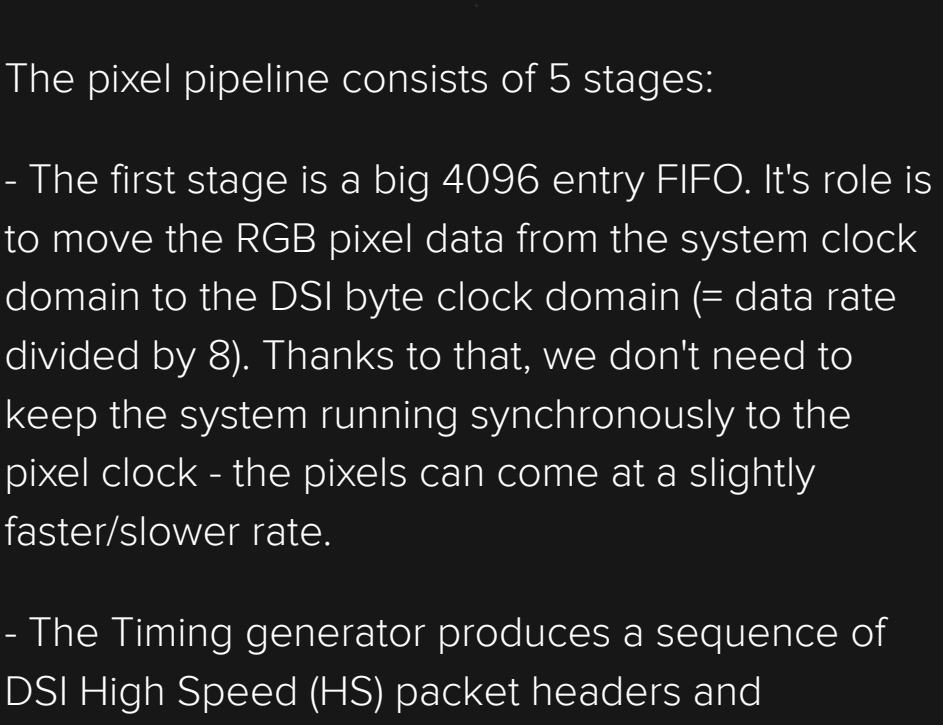 The pixel pipeline consists of 5 stages:
- The first stage is a big 4096 entry FIFO. It's role is
to move the RGB pixel data from the system clock
domain to the DSI byte clock domain (= data rate
divided by 8). Thanks to that, we don't need to
keep the system running synchronously to the
pixel clock - the pixels can come at a slightly
faster/slower rate.
- The Timing generator produces a sequence of
DSI High Speed (HS) packet headers and